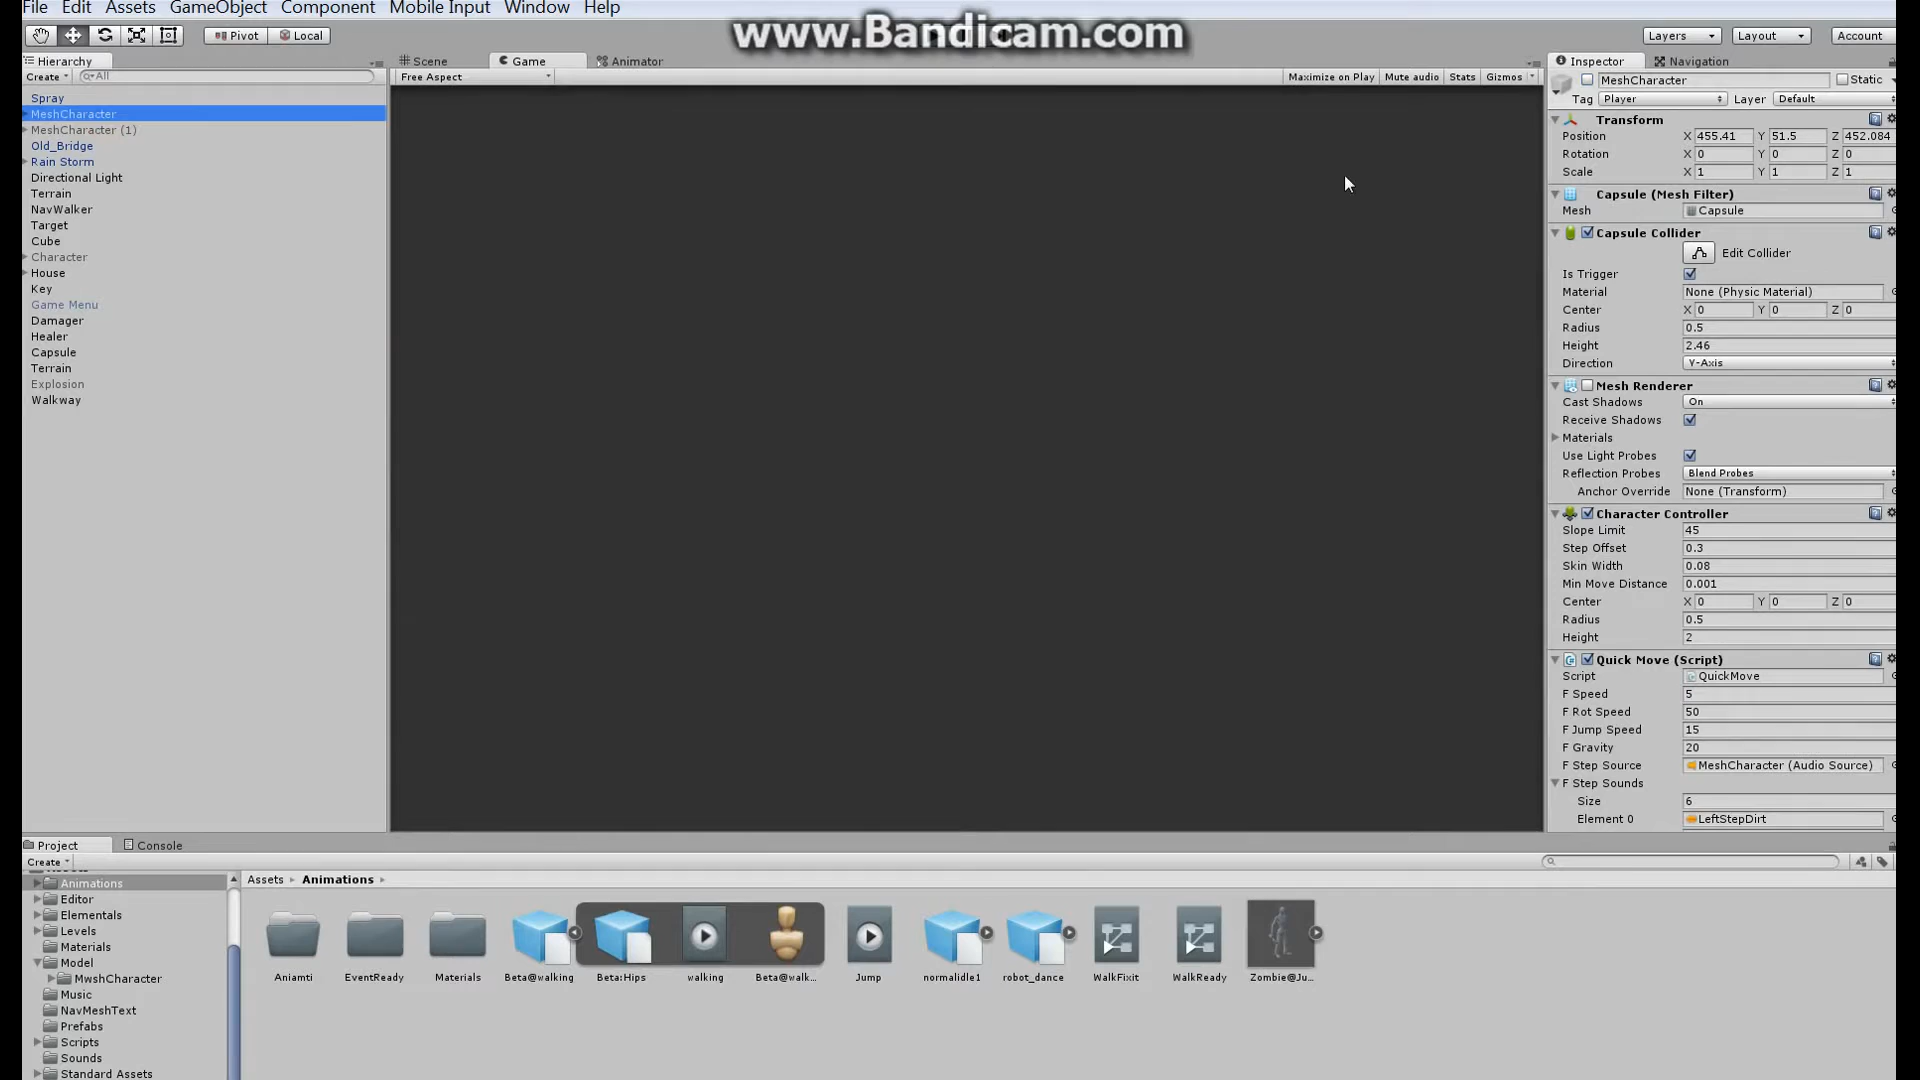 File Edit Assets GameObject Component Mobile Input Window Help
www.Bandicam.com
Pivot Local Layers Layout Account
Hierarchy Scene Game Animator Inspector Navigation
Create All Free Aspect Maximize on Play Mute audio Stats Gizmos
MeshCharacter Static
Tag Player Layer Default
Spray
MeshCharacter
MeshCharacter (1)
Old_Bridge
Rain Storm
Directional Light
Terrain
NavWalker
Target
Cube
Character
House
Key
Game Menu
Damager
Healer
Capsule
Terrain
Explosion
Walkway
Transform
Position X 455.41 Y 51.5 Z 452.084
Rotation X 0 Y 0 Z 0
Scale X 1 Y 1 Z 1
Capsule (Mesh Filter)
Mesh Capsule
Capsule Collider
Edit Collider
Is Trigger
Material None (Physic Material)
Center X 0 Y 0 Z 0
Radius 0.5
Height 2.46
Direction Y-Axis
Mesh Renderer
Cast Shadows On
Receive Shadows
Materials
Use Light Probes
Reflection Probes Blend Probes
Anchor Override None (Transform)
Character Controller
Slope Limit 45
Step Offset 0.3
Skin Width 0.08
Min Move Distance 0.001
Center X 0 Y 0 Z 0
Radius 0.5
Height 2
Quick Move (Script)
Script QuickMove
F Speed 5
F Rot Speed 50
F Jump Speed 15
F Gravity 20
F Step Source MeshCharacter (Audio Source)
F Step Sounds
Size 6
Element 0 LeftStepDirt
Project Console
Create
Animations
Editor
Elementals
Levels
Materials
Model
MwshCharacter
Music
NavMeshText
Prefabs
Scripts
Sounds
Standard Assets
Assets Animations
Aniamti EventReady Materials Beta@walking Beta:Hips walking Beta@walk... Jump normalidle1 robot_dance WalkFixit WalkReady Zombie@Ju...